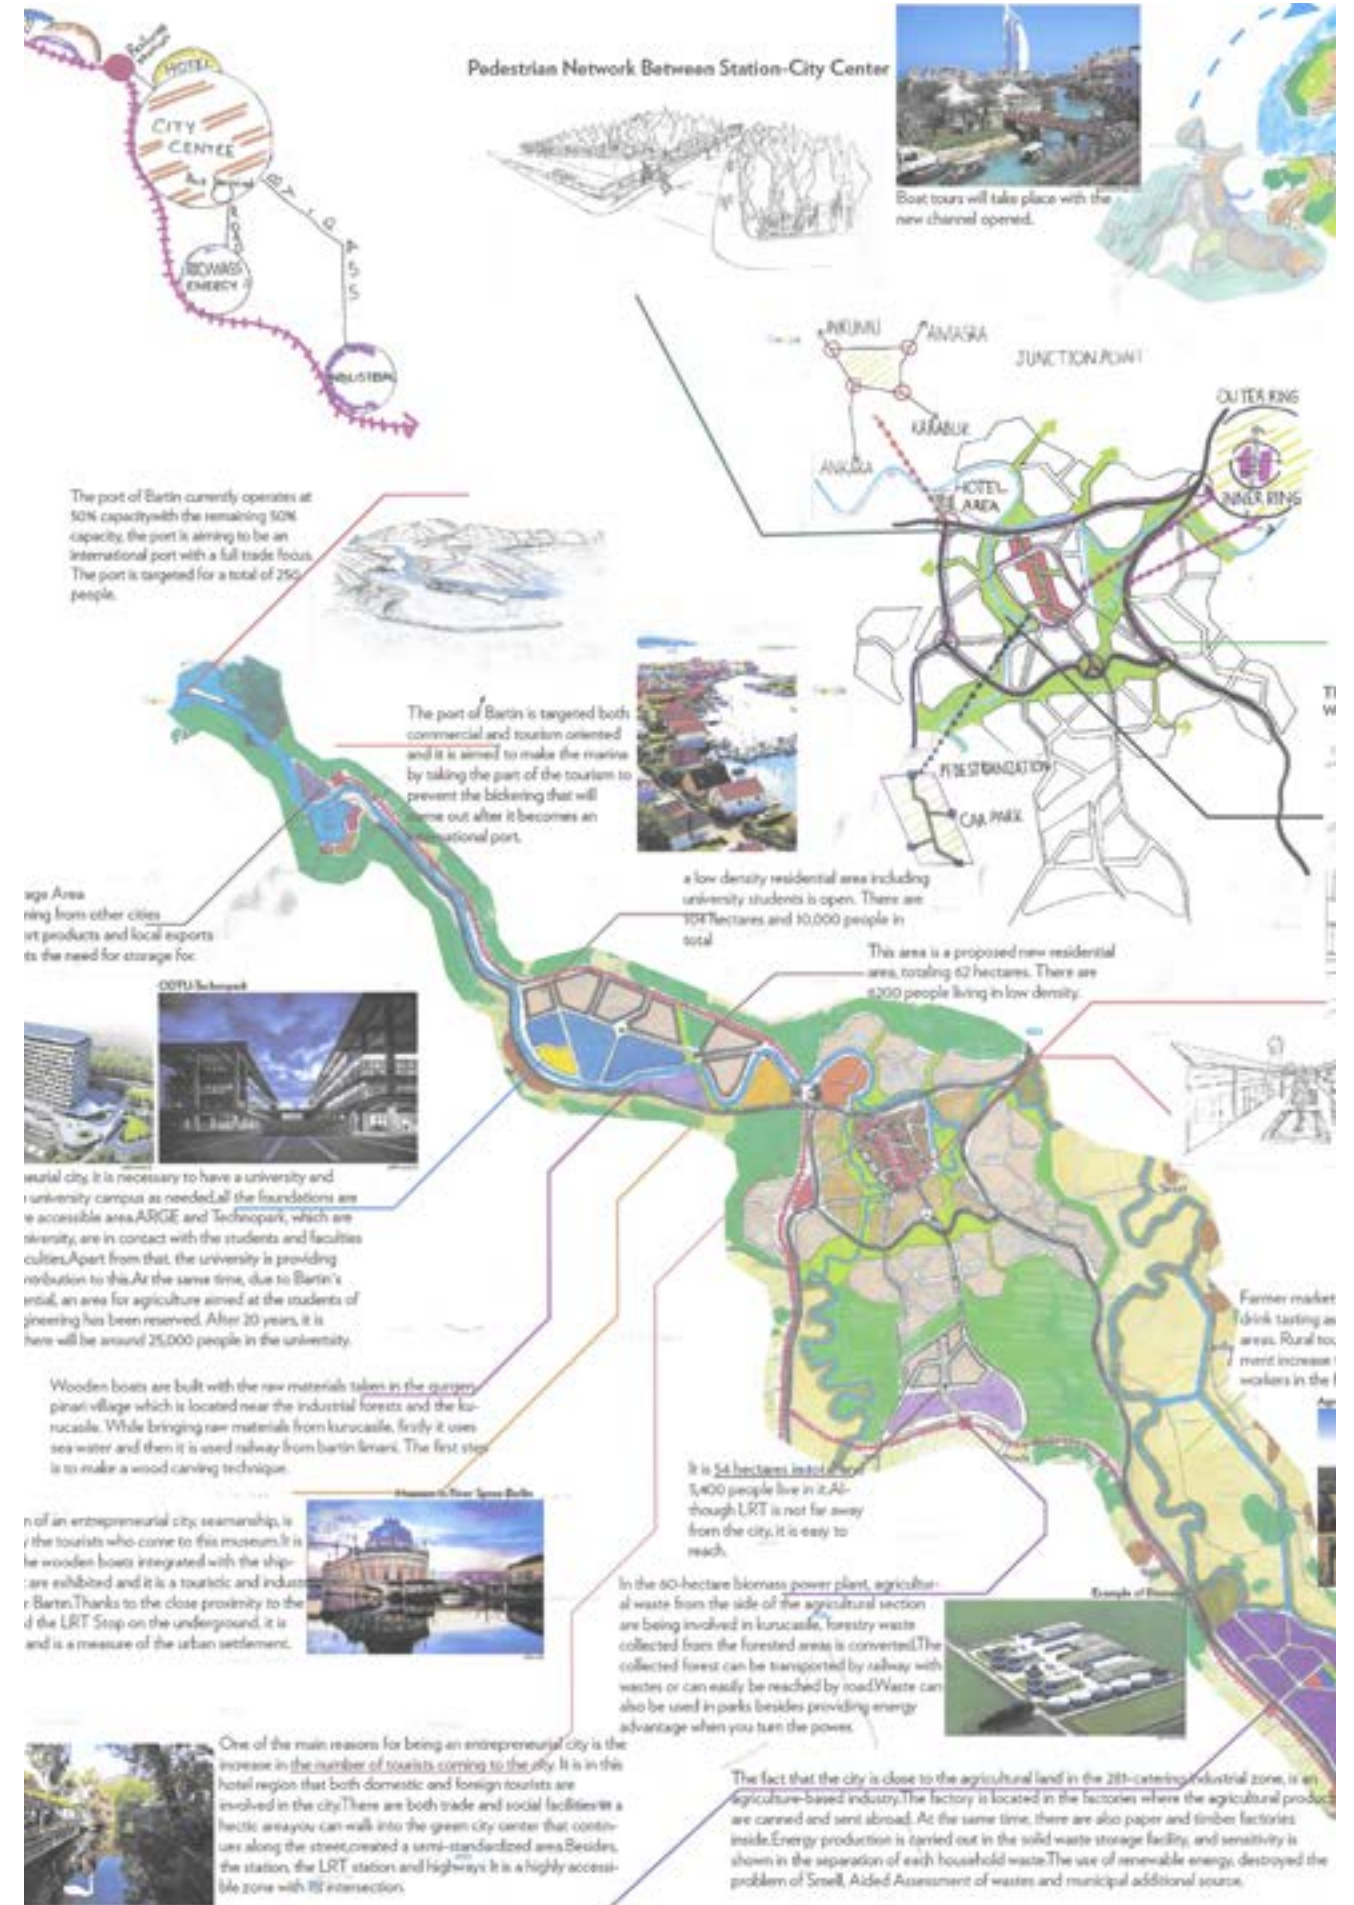 HOTEL
CITY
CENTRE
ROAD
BY PASS
BIOMASS
ENERGY
INDUSTRIAL
Pedestrian Network Between Station-City Center
Boat tours will take place with the
new channel opened.
AMASRA
JUNCTION POINT
KARABUK
ANKARA
OUTER RING
INNER RING
HOTEL
AREA
PEDESTRANIZATION
CAR PARK
The port of Bartin currently operates at
50% capacitywith the remaining 50%
capacity, the port is aiming to be an
international port with a full trade focus.
The port is targeted for a total of 250
people.
The port of Bartin is targeted both
commercial and tourism oriented
and it is aimed to make the marina
by taking the part of the tourism to
prevent the bickering that will
come out after it becomes an
international port.
a low density residential area including
university students is open. There are
104 hectares and 10,000 people in
total
This area is a proposed new residential
area, totaling 62 hectares. There are
6200 people living in low density.
age Area
ning from other cities
rt products and local exports
ts the need for storage for.
ODTU-Technopark
eurial city, it is necessary to have a university and
university campus as needed.all the foundations are
e accessible area.ARGE and Technopark, which are
niversity, are in contact with the students and faculties
culties.Apart from that, the university is providing
ntribution to this.At the same time, due to Bartin's
ential, an area for agriculture aimed at the students of
gineering has been reserved. After 20 years, it is
here will be around 25,000 people in the university.
Wooden boats are built with the raw materials taken in the gurgen
pinari village which is located near the industrial forests and the ku-
rucasile. While bringing raw materials from kurucasile, firstly it uses
sea water and then it is used railway from bartin limani. The first step
is to make a wood carving technique.
n of an entrepreneurial city, seamanship, is
y the tourists who come to this museum.It is
he wooden boats integrated with the ship-
are exhibited and it is a touristic and indust
Bartin.Thanks to the close proximity to the
d the LRT Stop on the underground, it is
and is a measure of the urban settlement.
One of the main reasons for being an entrepreneurial city is the
increase in the number of tourists coming to the city. It is in this
hotel region that both domestic and foreign tourists are
involved in the city.There are both trade and social facilities in a
hectic area.you can walk into the green city center that contin-
ues along the street,created a semi-standardized area.Besides,
the station, the LRT station and highways It is a highly accessi-
ble zone with intersection.
It is 54 hectares in total and
5,400 people live in it.Al-
though LRT is not far away
from the city, it is easy to
reach.
In the 60-hectare biomass power plant, agricultur-
al waste from the side of the agricultural section
are being involved in kurucasile, forestry waste
collected from the forested areas is converted.The
collected forest can be transported by railway with
wastes or can easily be reached by road.Waste can
also be used in parks besides providing energy
advantage when you turn the power.
Example of
Farmer market
drink tasting
areas. Rural tou
ment increase
workers in the
The fact that the city is close to the agricultural land in the 281-catering industrial zone, is an
agriculture-based industry.The factory is located in the factories where the agricultural produc
are canned and sent abroad. At the same time, there are also paper and timber factories
inside.Energy production is carried out in the solid waste storage facility, and sensitivity is
shown in the separation of each household waste.The use of renewable energy, destroyed the
problem of Smell, Aided Assessment of wastes and municipal additional source.